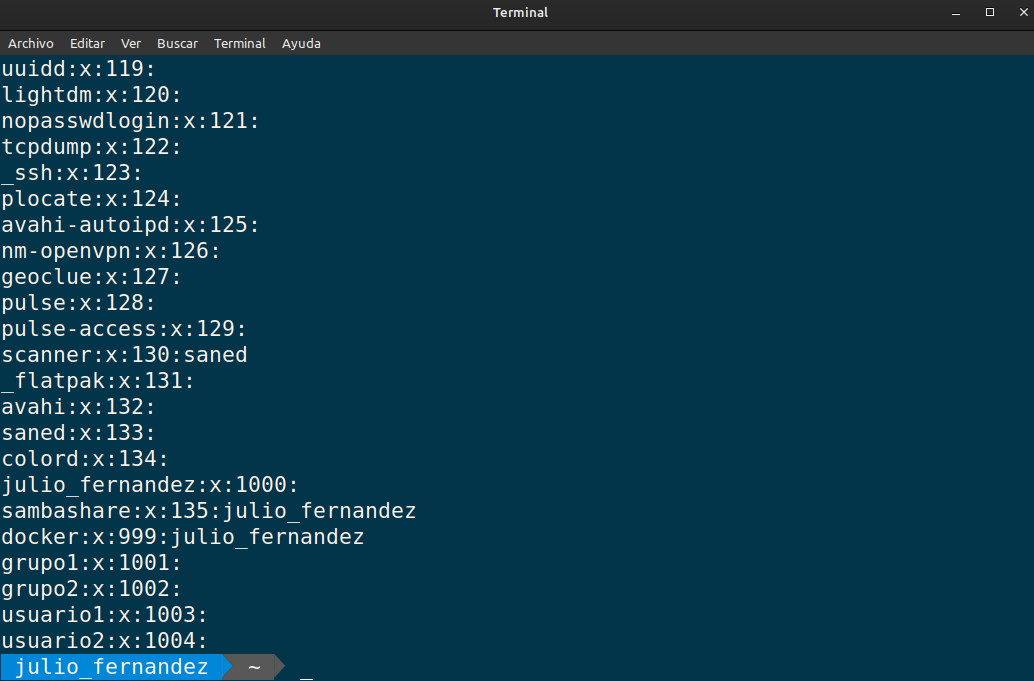 Terminal
Archivo Editar Ver Buscar Terminal Ayuda
uuidd:x:119:
lightdm:x:120:
nopasswdlogin:x:121:
tcpdump:x:122:
_ssh:x:123:
plocate:x:124:
avahi-autoipd:x:125:
nm-openvpn:x:126:
geoclue:x:127:
pulse:x:128:
pulse-access:x:129:
scanner:x:130:saned
_flatpak:x:131:
avahi:x:132:
saned:x:133:
colord:x:134:
julio_fernandez:x:1000:
sambashare:x:135:julio_fernandez
docker:x:999:julio_fernandez
grupo1:x:1001:
grupo2:x:1002:
usuario1:x:1003:
usuario2:x:1004:
julio_fernandez ~ _